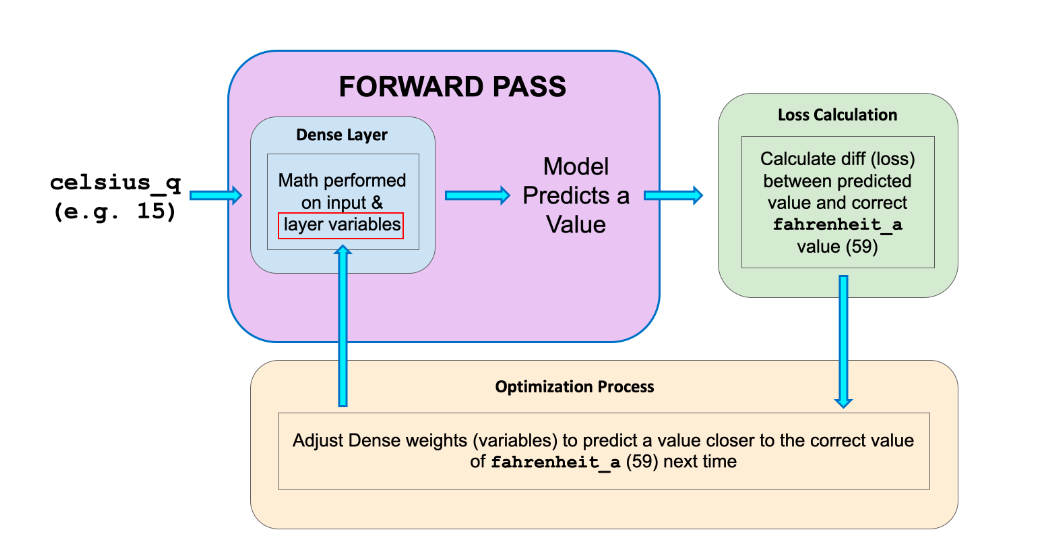 FORWARD PASS
Dense Layer
celsius_q
(e.g. 15)
Math performed
on input &
layer variables
Model
Predicts a
Value
Loss Calculation
Calculate diff (loss)
between predicted
value and correct
fahrenheit_a
value (59)
Optimization Process
Adjust Dense weights (variables) to predict a value closer to the correct value
of fahrenheit_a (59) next time